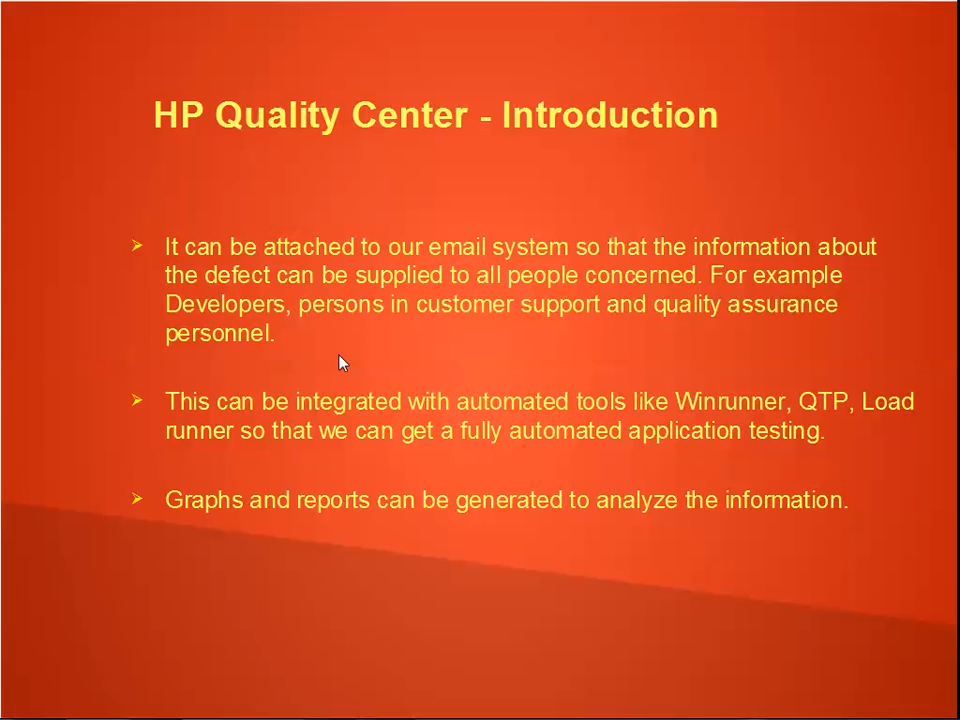 HP Quality Center - Introduction
➢ It can be attached to our email system so that the information about
the defect can be supplied to all people concerned. For example
Developers, persons in customer support and quality assurance
personnel.
➢ This can be integrated with automated tools like Winrunner, QTP, Load
runner so that we can get a fully automated application testing.
➢ Graphs and reports can be generated to analyze the information.